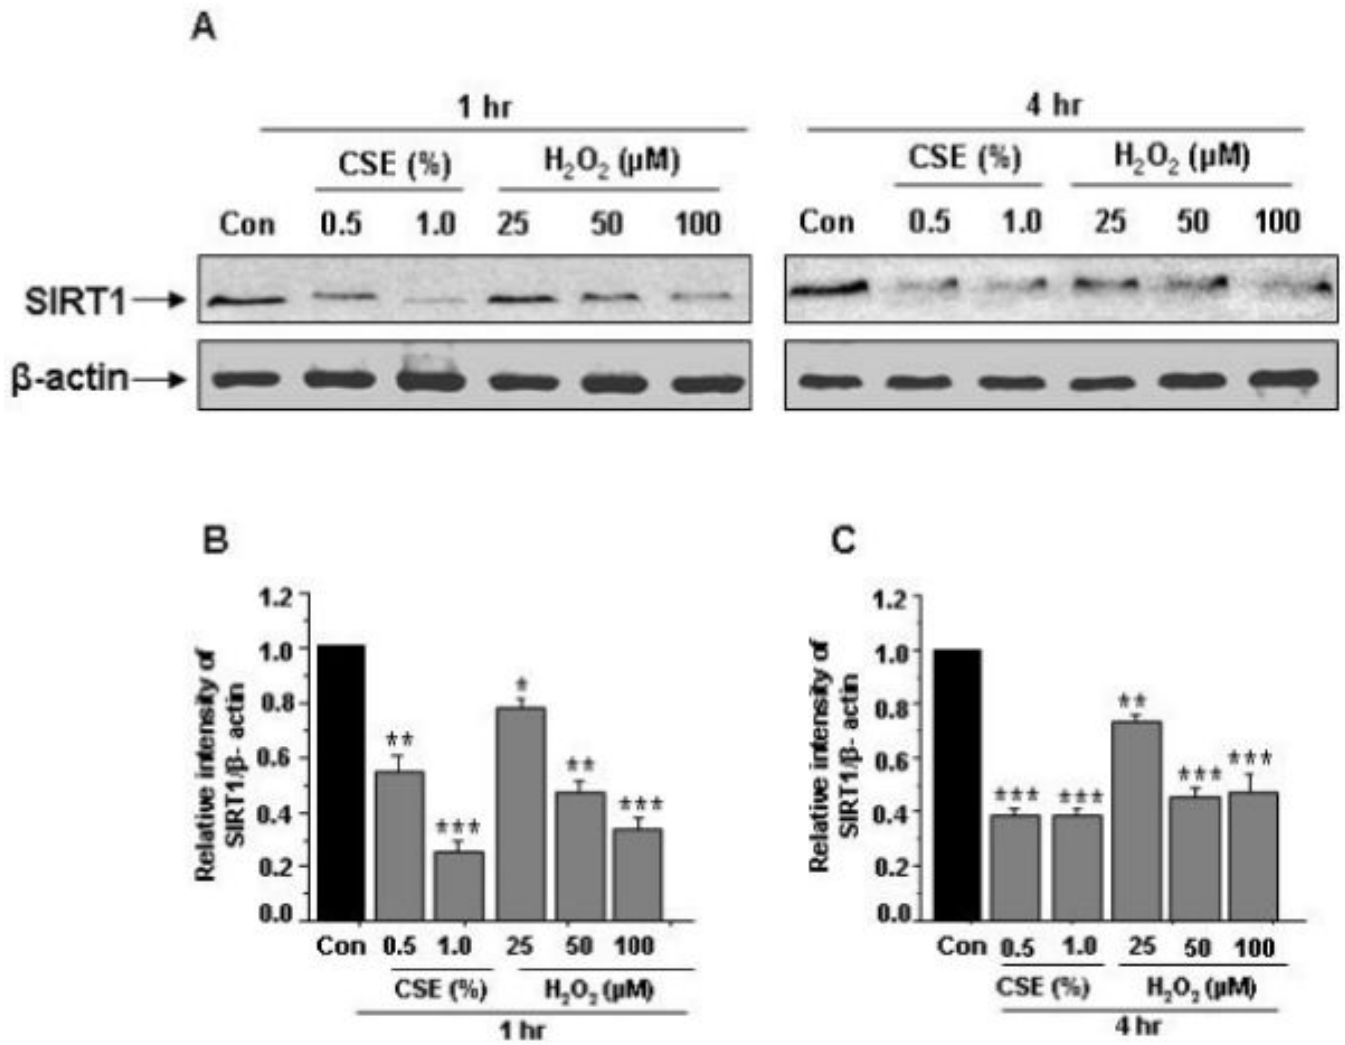 A
1 hr
4 hr
CSE (%)
H₂O₂ (µM)
CSE (%)
H₂O₂ (µM)
Con 0.5 1.0 25 50 100
Con 0.5 1.0 25 50 100
SIRT1
β-actin
B
C
Relative intensity of
SIRT1/β- actin
1.2
1.0
0.8
0.6
0.4
0.2
0.0
**
***
*
**
***
Con 0.5 1.0 25 50 100
CSE (%)
H₂O₂ (µM)
1 hr
Relative intensity of
SIRT1/β- actin
1.2
1.0
0.8
0.6
0.4
0.2
0.0
***
***
**
***
***
Con 0.5 1.0 25 50 100
CSE (%)
H₂O₂ (µM)
4 hr